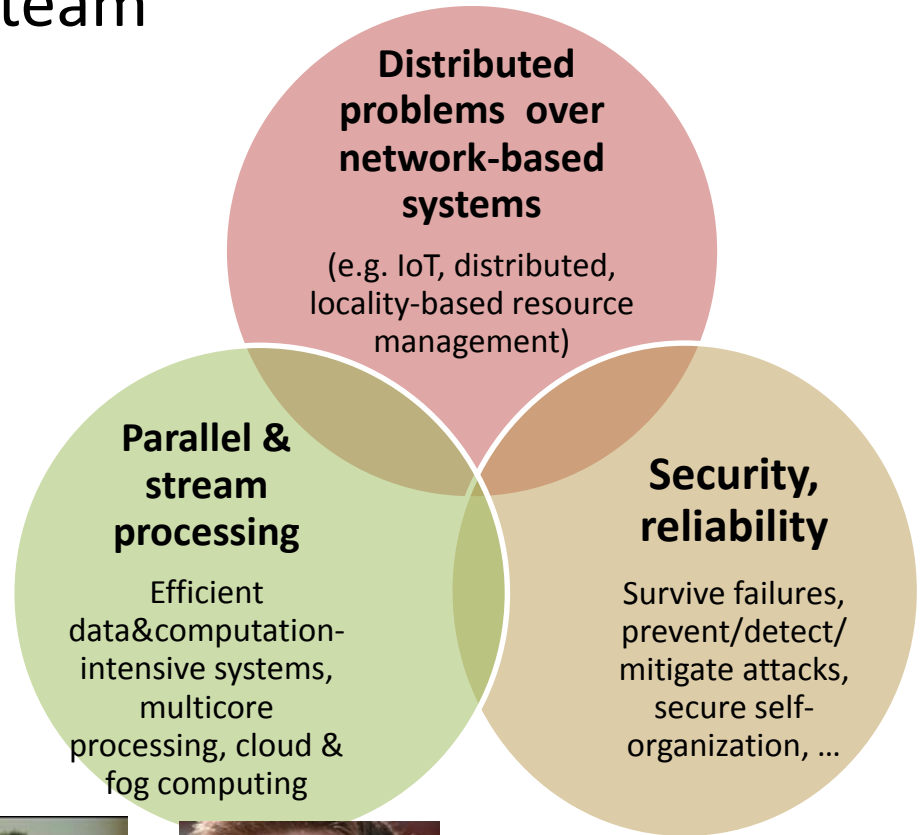 team
Distributed
problems over
network-based
systems
(e.g. IoT, distributed,
locality-based resource
management)
Parallel &
stream
processing
Efficient
data&computation-
intensive systems,
multicore
processing, cloud &
fog computing
Security,
reliability
Survive failures,
prevent/detect/
mitigate attacks,
secure self-
organization, …